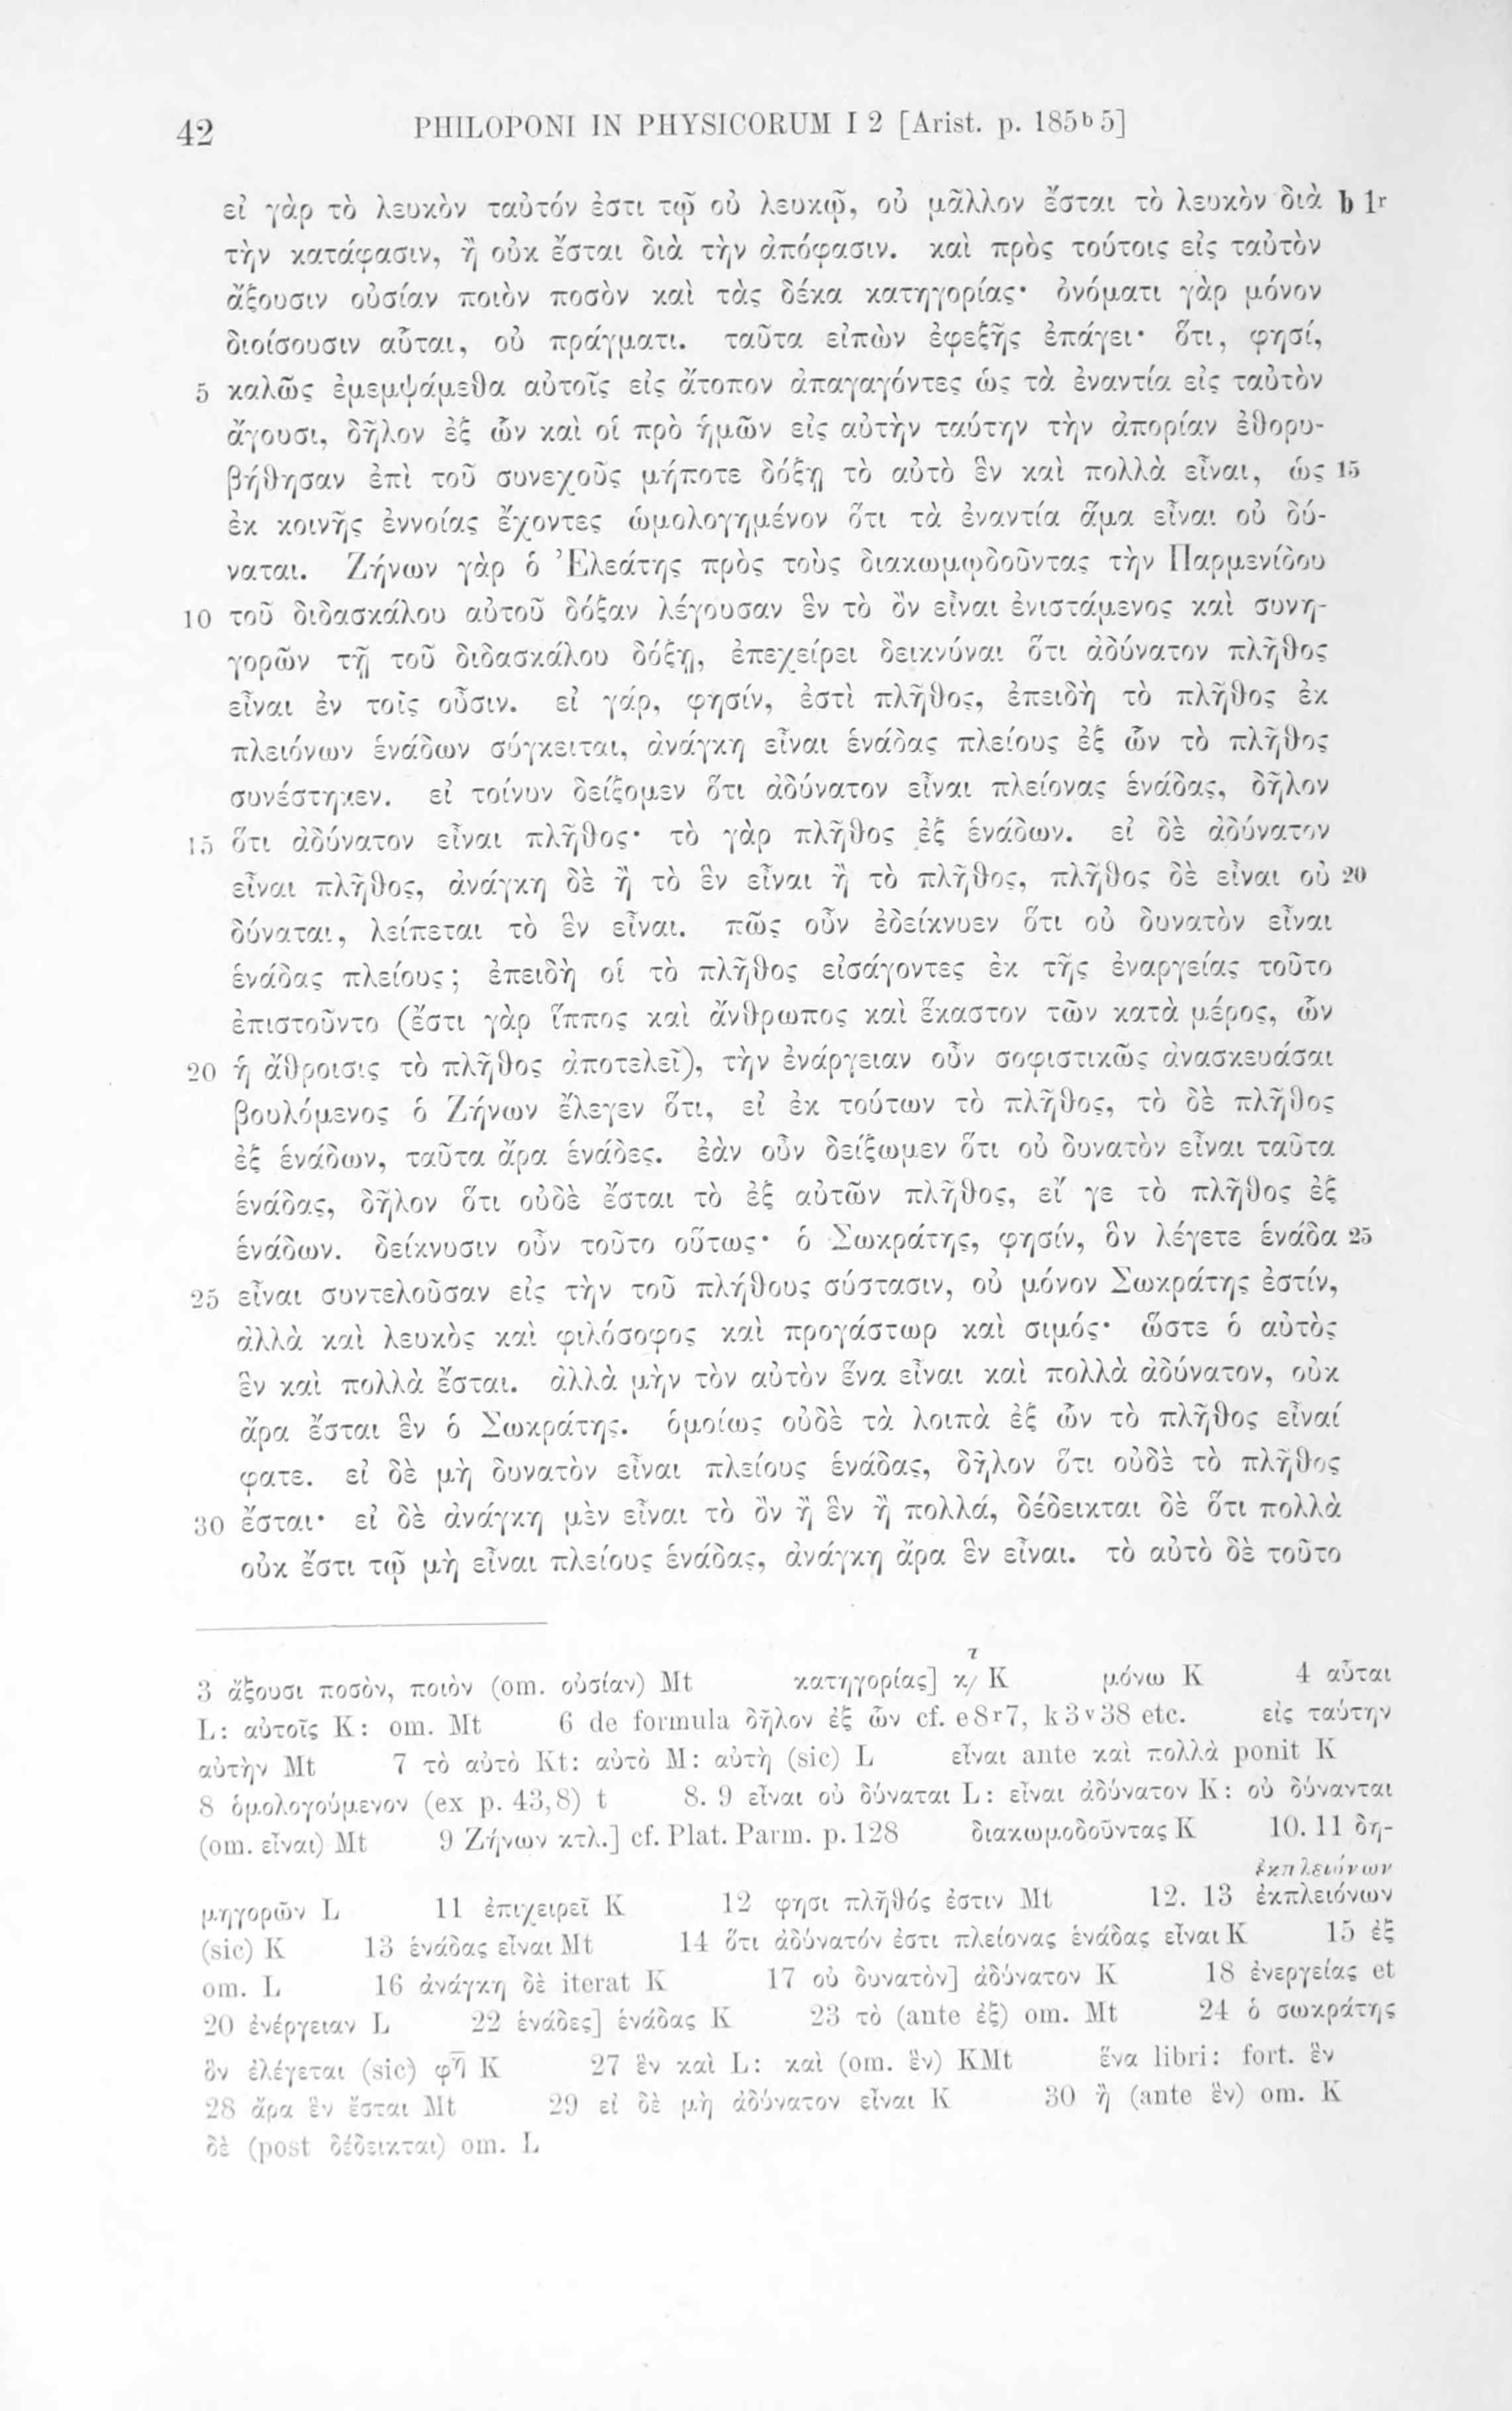 42 PHILOPONI IN PHYSICORUM I 2 [Arist. p. 185b5]
εἰ γὰρ τὸ λευκὸν ταὐτόν ἐστι τῷ οὐ λευκῷ, οὐ μᾶλλον ἔσται τὸ λευκὸν διὰ b 1r
τὴν κατάφασιν, ἢ οὐκ ἔσται διὰ τὴν ἀπόφασιν. καὶ πρὸς τούτοις εἰς ταὐτὸν
ἄξουσιν οὐσίαν ποιὸν ποσὸν καὶ τὰς δέκα κατηγορίας· ὀνόματι γὰρ μόνον
διοίσουσιν αὗται, οὐ πράγματι. ταῦτα εἰπὼν ἐφεξῆς ἐπάγει· ὅτι, φησί,
5 καλῶς ἐμεμψάμεθα αὐτοῖς εἰς ἄτοπον ἀπαγαγόντες ὡς τὰ ἐναντία εἰς ταὐτὸν
ἄγουσι, δῆλον ἐξ ὧν καὶ οἱ πρὸ ἡμῶν εἰς αὐτὴν ταύτην τὴν ἀπορίαν ἐθορυ-
βήθησαν ἐπὶ τοῦ συνεχοῦς μήποτε δόξῃ τὸ αὐτὸ ἓν καὶ πολλὰ εἶναι, ὡς 15
ἐκ κοινῆς ἐννοίας ἔχοντες ὡμολογημένον ὅτι τὰ ἐναντία ἅμα εἶναι οὐ δύ-
ναται. Ζήνων γὰρ ὁ Ἐλεάτης πρὸς τοὺς διακωμῳδοῦντας τὴν Παρμενίδου
10 τοῦ διδασκάλου αὐτοῦ δόξαν λέγουσαν ἓν τὸ ὂν εἶναι ἐνιστάμενος καὶ συνη-
γορῶν τῇ τοῦ διδασκάλου δόξῃ, ἐπεχείρει δεικνύναι ὅτι ἀδύνατον πλῆθος
εἶναι ἐν τοῖς οὖσιν. εἰ γάρ, φησίν, ἐστὶ πλῆθος, ἐπειδὴ τὸ πλῆθος ἐκ
πλειόνων ἑνάδων σύγκειται, ἀνάγκη εἶναι ἑνάδας πλείους ἐξ ὧν τὸ πλῆθος
συνέστηκεν. εἰ τοίνυν δείξομεν ὅτι ἀδύνατον εἶναι πλείονας ἑνάδας, δῆλον
15 ὅτι ἀδύνατον εἶναι πλῆθος· τὸ γὰρ πλῆθος ἐξ ἑνάδων. εἰ δὲ ἀδύνατον
εἶναι πλῆθος, ἀνάγκη δὲ ἢ τὸ ἓν εἶναι ἢ τὸ πλῆθος, πλῆθος δὲ εἶναι οὐ 20
δύναται, λείπεται τὸ ἓν εἶναι. πῶς οὖν ἐδείκνυεν ὅτι οὐ δυνατὸν εἶναι
ἑνάδας πλείους; ἐπειδὴ οἱ τὸ πλῆθος εἰσάγοντες ἐκ τῆς ἐναργείας τοῦτο
ἐπιστοῦντο (ἔστι γὰρ ἵππος καὶ ἄνθρωπος καὶ ἕκαστον τῶν κατὰ μέρος, ὧν
20 ἡ ἄθροισις τὸ πλῆθος ἀποτελεῖ), τὴν ἐνάργειαν οὖν σοφιστικῶς ἀνασκευάσαι
βουλόμενος ὁ Ζήνων ἔλεγεν ὅτι, εἰ ἐκ τούτων τὸ πλῆθος, τὸ δὲ πλῆθος
ἐξ ἑνάδων, ταῦτα ἄρα ἑνάδες. ἐὰν οὖν δείξωμεν ὅτι οὐ δυνατὸν εἶναι ταῦτα
ἑνάδας, δῆλον ὅτι οὐδὲ ἔσται τὸ ἐξ αὐτῶν πλῆθος, εἴ γε τὸ πλῆθος ἐξ
ἑνάδων. δείκνυσιν οὖν τοῦτο οὕτως· ὁ Σωκράτης, φησίν, ὃν λέγετε ἑνάδα 25
25 εἶναι συντελοῦσαν εἰς τὴν τοῦ πλήθους σύστασιν, οὐ μόνον Σωκράτης ἐστίν,
ἀλλὰ καὶ λευκὸς καὶ φιλόσοφος καὶ προγάστωρ καὶ σιμός· ὥστε ὁ αὐτὸς
ἓν καὶ πολλὰ ἔσται. ἀλλὰ μὴν τὸν αὐτὸν ἕνα εἶναι καὶ πολλὰ ἀδύνατον, οὐκ
ἄρα ἔσται ἓν ὁ Σωκράτης. ὁμοίως οὐδὲ τὰ λοιπὰ ἐξ ὧν τὸ πλῆθος εἶναί
φατε. εἰ δὲ μὴ δυνατὸν εἶναι πλείους ἑνάδας, δῆλον ὅτι οὐδὲ τὸ πλῆθος
30 ἔσται· εἰ δὲ ἀνάγκη μὲν εἶναι τὸ ὂν ἢ ἓν ἢ πολλά, δέδεικται δὲ ὅτι πολλὰ
οὐκ ἔστι τῷ μὴ εἶναι πλείους ἑνάδας, ἀνάγκη ἄρα ἓν εἶναι. τὸ αὐτὸ δὲ τοῦτο
3 ἄξουσι ποσὸν, ποιὸν (om. οὐσίαν) Mt κατηγορίας] K μόνω K 4 αὗται
L: αὐτοῖς K: om. Mt 6 de formula δῆλον ἐξ ὧν cf. e8r7, k3v38 etc. εἰς ταύτην
αὐτὴν Mt 7 τὸ αὐτὸ Kt: αὐτὸ M: αὐτὴ (sic) L εἶναι ante καὶ πολλὰ ponit K
8 ὁμολογούμενον (ex p. 43,8) t 8. 9 εἶναι οὐ δύναται L: εἶναι ἀδύνατον K: οὐ δύνανται
(om. εἶναι) Mt 9 Ζήνων κτλ.] cf. Plat. Parm. p. 128 διακωμοδοῦντας K 10. 11 δη-
ἐκπλειόνων
μηγορῶν L 11 ἐπιχειρεῖ K 12 φησι πλῆθός ἐστιν Mt 12. 13 ἐκπλειόνων
(sic) K 13 ἑνάδας εἶναι Mt 14 ὅτι ἀδύνατόν ἐστι πλείονας ἑνάδας εἶναι K 15 ἐξ
om. L 16 ἀνάγκη δὲ iterat K 17 οὐ δυνατὸν] ἀδύνατον K 18 ἐνεργείας et
20 ἐνέργειαν L 22 ἑνάδες] ἑνάδας K 23 τὸ (ante ἐξ) om. Mt 24 ὁ σωκράτης
ὃν ἐλέγεται (sic) φη̄ K 27 ἓν καὶ L: καὶ (om. ἓν) KMt ἕνα libri: fort. ἓν
28 ἄρα ἓν ἔσται Mt 29 εἰ δὲ μὴ ἀδύνατον εἶναι K 30 ἢ (ante ἓν) om. K
δὲ (post δέδεικται) om. L